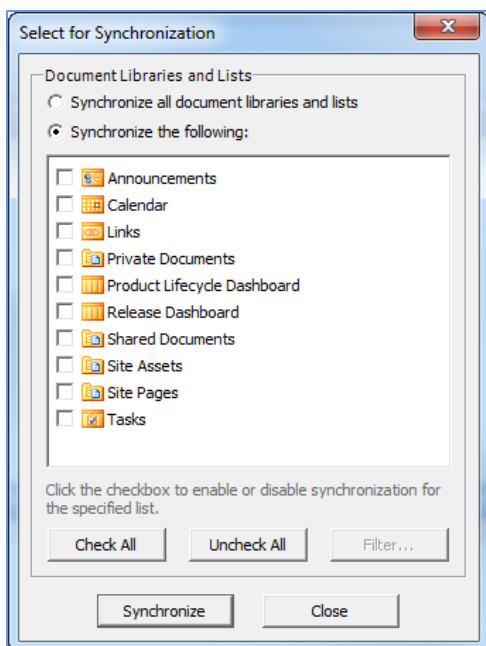 Select for Synchronization
Document Libraries and Lists
Synchronize all document libraries and lists
Synchronize the following:
Announcements
Calendar
Links
Private Documents
Product Lifecycle Dashboard
Release Dashboard
Shared Documents
Site Assets
Site Pages
Tasks
Click the checkbox to enable or disable synchronization for
the specified list.
Check All Uncheck All Filter...
Synchronize Close